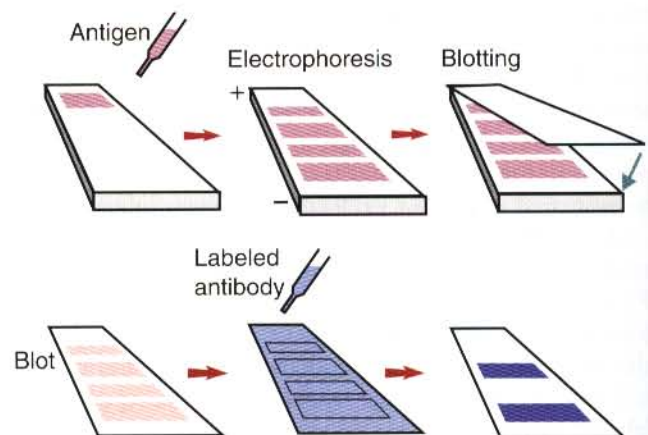 Antigen
Electrophoresis
Blotting
+
−
Labeled
antibody
Blot